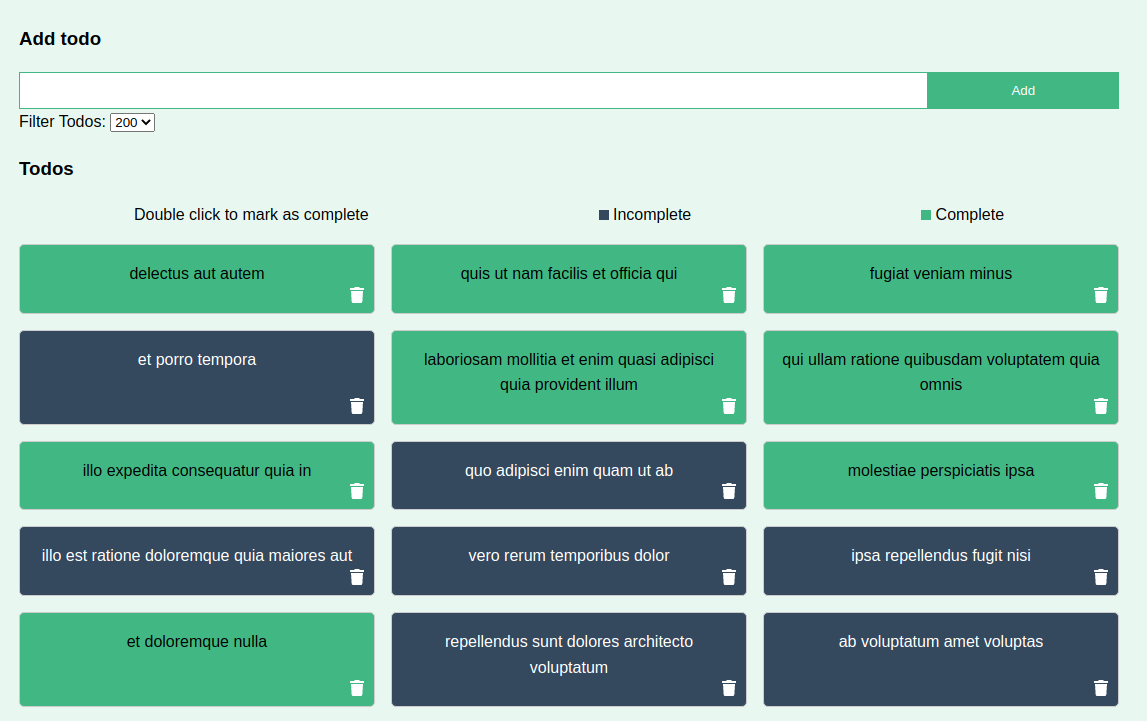 Add todo
Add
Filter Todos: 200
Todos
Double click to mark as complete
Incomplete
Complete
delectus aut autem
quis ut nam facilis et officia qui
fugiat veniam minus
et porro tempora
laboriosam mollitia et enim quasi adipisci
quia provident illum
qui ullam ratione quibusdam voluptatem quia
omnis
illo expedita consequatur quia in
quo adipisci enim quam ut ab
molestiae perspiciatis ipsa
illo est ratione doloremque quia maiores aut
vero rerum temporibus dolor
ipsa repellendus fugit nisi
et doloremque nulla
repellendus sunt dolores architecto
voluptatum
ab voluptatum amet voluptas